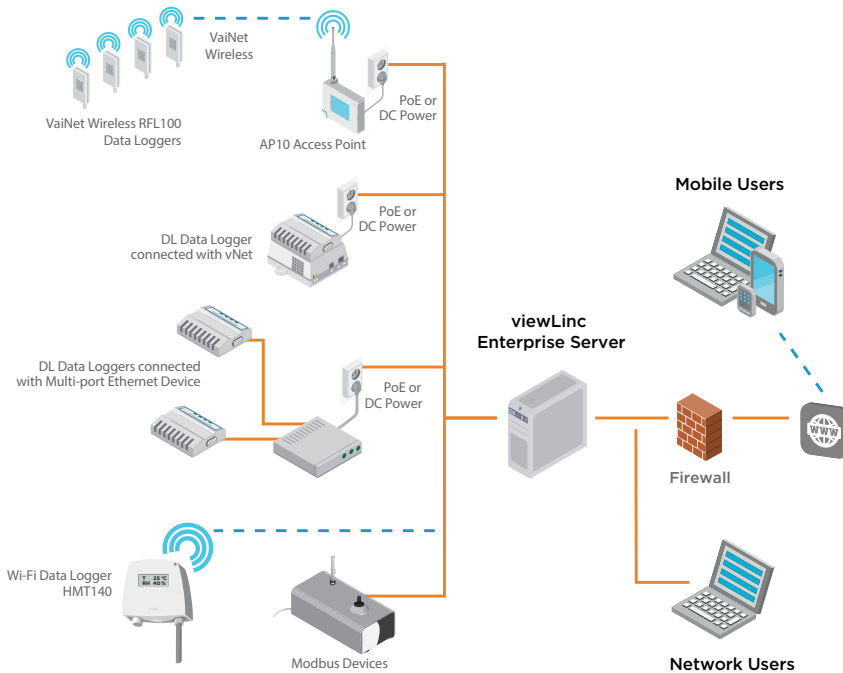 VaiNet
Wireless
VaiNet Wireless RFL100
Data Loggers
AP10 Access Point
PoE or
DC Power
DL Data Logger
connected with vNet
PoE or
DC Power
DL Data Loggers connected
with Multi-port Ethernet Device
PoE or
DC Power
Wi-Fi Data Logger
HMT140
T 25 °C
RH 40 %
Modbus Devices
viewLinc
Enterprise Server
Mobile Users
Firewall
WWW
Network Users